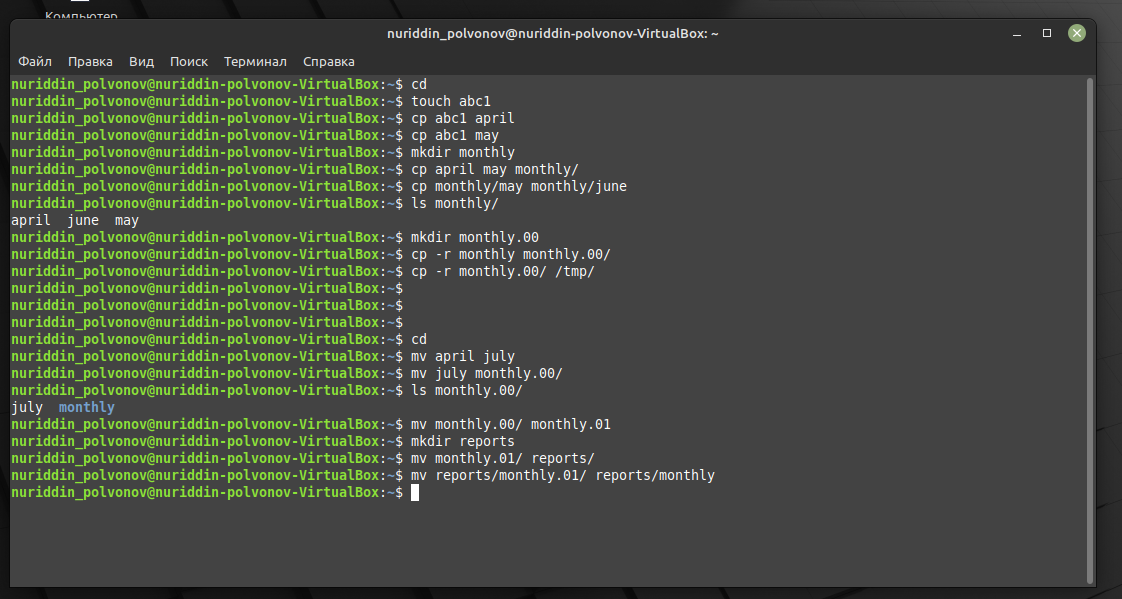 Компьютер
nuriddin_polvonov@nuriddin-polvonov-VirtualBox: ~
Файл Правка Вид Поиск Терминал Справка
nuriddin_polvonov@nuriddin-polvonov-VirtualBox:~$ cd
nuriddin_polvonov@nuriddin-polvonov-VirtualBox:~$ touch abc1
nuriddin_polvonov@nuriddin-polvonov-VirtualBox:~$ cp abc1 april
nuriddin_polvonov@nuriddin-polvonov-VirtualBox:~$ cp abc1 may
nuriddin_polvonov@nuriddin-polvonov-VirtualBox:~$ mkdir monthly
nuriddin_polvonov@nuriddin-polvonov-VirtualBox:~$ cp april may monthly/
nuriddin_polvonov@nuriddin-polvonov-VirtualBox:~$ cp monthly/may monthly/june
nuriddin_polvonov@nuriddin-polvonov-VirtualBox:~$ ls monthly/
april  june  may
nuriddin_polvonov@nuriddin-polvonov-VirtualBox:~$ mkdir monthly.00
nuriddin_polvonov@nuriddin-polvonov-VirtualBox:~$ cp -r monthly monthly.00/
nuriddin_polvonov@nuriddin-polvonov-VirtualBox:~$ cp -r monthly.00/ /tmp/
nuriddin_polvonov@nuriddin-polvonov-VirtualBox:~$
nuriddin_polvonov@nuriddin-polvonov-VirtualBox:~$
nuriddin_polvonov@nuriddin-polvonov-VirtualBox:~$
nuriddin_polvonov@nuriddin-polvonov-VirtualBox:~$ cd
nuriddin_polvonov@nuriddin-polvonov-VirtualBox:~$ mv april july
nuriddin_polvonov@nuriddin-polvonov-VirtualBox:~$ mv july monthly.00/
nuriddin_polvonov@nuriddin-polvonov-VirtualBox:~$ ls monthly.00/
july  monthly
nuriddin_polvonov@nuriddin-polvonov-VirtualBox:~$ mv monthly.00/ monthly.01
nuriddin_polvonov@nuriddin-polvonov-VirtualBox:~$ mkdir reports
nuriddin_polvonov@nuriddin-polvonov-VirtualBox:~$ mv monthly.01/ reports/
nuriddin_polvonov@nuriddin-polvonov-VirtualBox:~$ mv reports/monthly.01/ reports/monthly
nuriddin_polvonov@nuriddin-polvonov-VirtualBox:~$